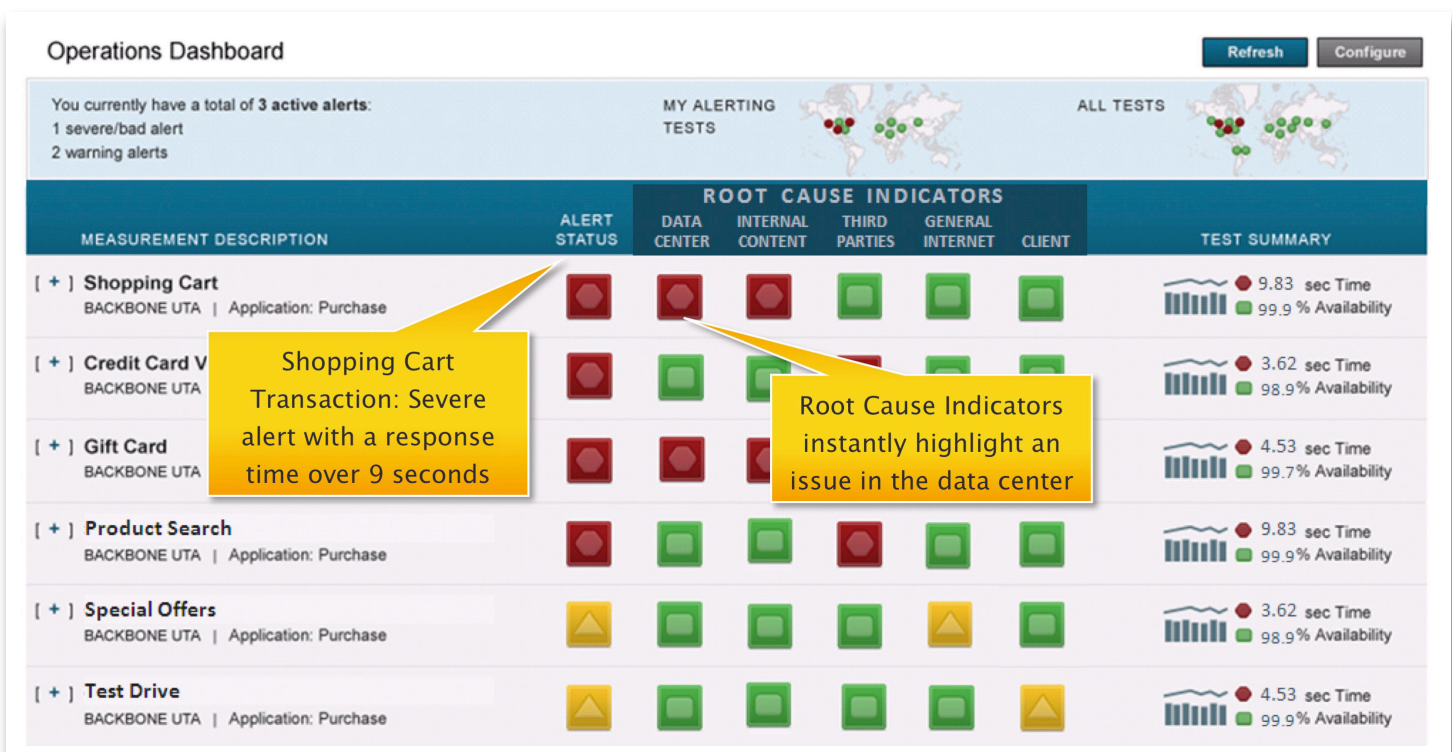 Operations Dashboard
Refresh
Configure
You currently have a total of 3 active alerts:
1 severe/bad alert
2 warning alerts
MY ALERTING
TESTS
ALL TESTS
ROOT CAUSE INDICATORS
MEASUREMENT DESCRIPTION
ALERT
STATUS
DATA
CENTER
INTERNAL
CONTENT
THIRD
PARTIES
GENERAL
INTERNET
CLIENT
TEST SUMMARY
[ + ] Shopping Cart
BACKBONE UTA | Application: Purchase
9.83 sec Time
99.9 % Availability
Shopping Cart
Transaction: Severe
alert with a response
time over 9 seconds
Root Cause Indicators
instantly highlight an
issue in the data center
[ + ] Credit Card V
BACKBONE UTA
3.62 sec Time
98.9% Availability
[ + ] Gift Card
BACKBONE UTA
4.53 sec Time
99.7% Availability
[ + ] Product Search
BACKBONE UTA | Application: Purchase
9.83 sec Time
99.9% Availability
[ + ] Special Offers
BACKBONE UTA | Application: Purchase
3.62 sec Time
98.9% Availability
[ + ] Test Drive
BACKBONE UTA | Application: Purchase
4.53 sec Time
99.9% Availability